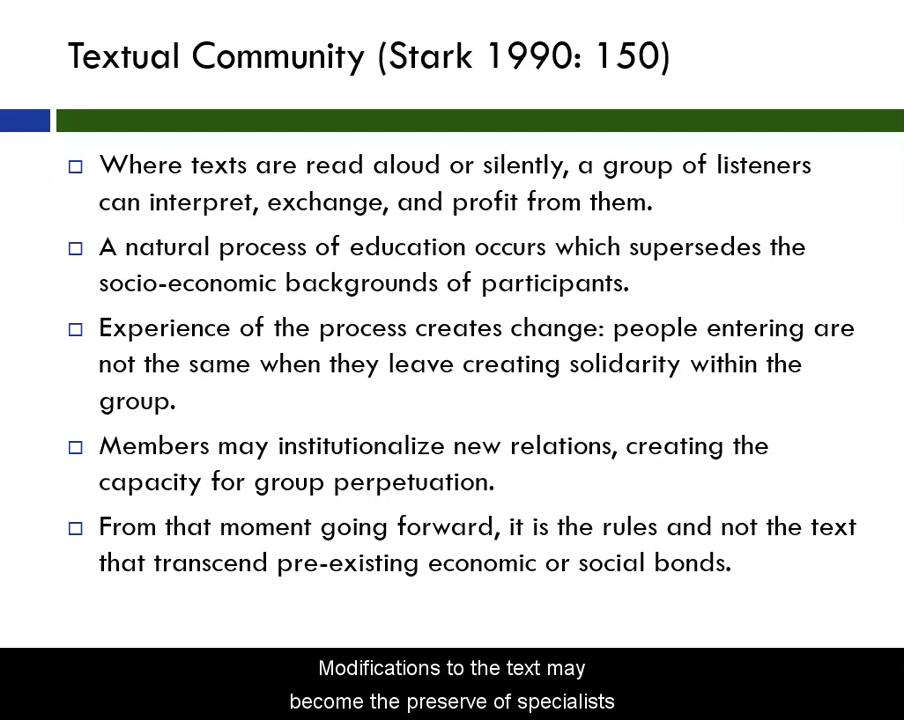 Textual Community (Stark 1990: 150)
Where texts are read aloud or silently, a group of listeners
can interpret, exchange, and profit from them.
A natural process of education occurs which supersedes the
socio-economic backgrounds of participants.
Experience of the process creates change: people entering are
not the same when they leave creating solidarity within the
group.
Members may institutionalize new relations, creating the
capacity for group perpetuation.
From that moment going forward, it is the rules and not the text
that transcend pre-existing economic or social bonds.
Modifications to the text may
become the preserve of specialists